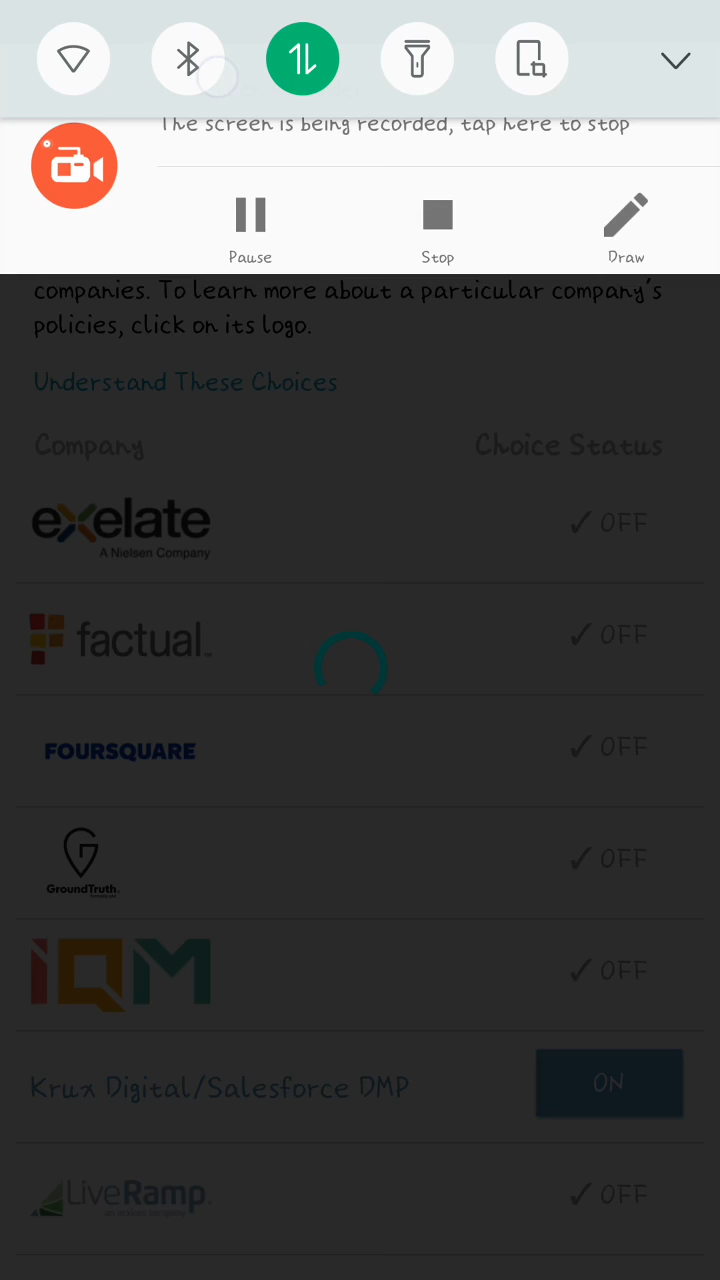 The screen is being recorded, tap here to stop
Pause
Stop
Draw
companies. To learn more about a particular company's
policies, click on its logo.
Understand These Choices
Company
Choice Status
exelate
A Nielsen Company
✓ OFF
factual™
✓ OFF
FOURSQUARE
✓ OFF
GroundTruth.
✓ OFF
iQM
✓ OFF
Krux Digital/Salesforce DMP
ON
LiveRamp
✓ OFF